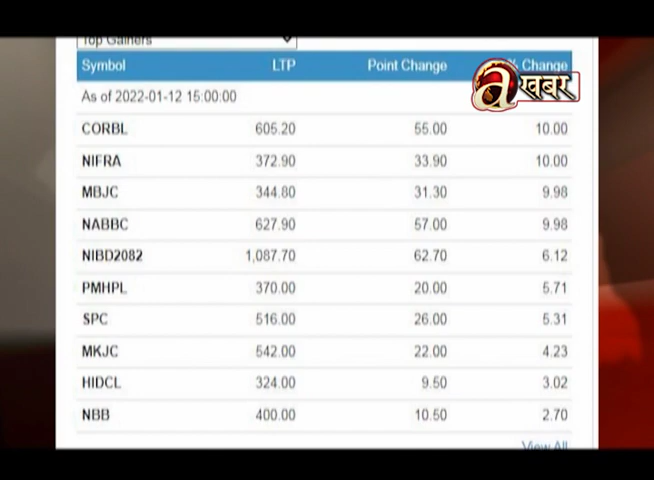 Top Gainers
Symbol LTP Point Change % Change
a खबर
As of 2022-01-12 15:00:00
CORBL 605.20 55.00 10.00
NIFRA 372.90 33.90 10.00
MBJC 344.80 31.30 9.98
NABBC 627.90 57.00 9.98
NIBD2082 1,087.70 62.70 6.12
PMHPL 370.00 20.00 5.71
SPC 516.00 26.00 5.31
MKJC 542.00 22.00 4.23
HIDCL 324.00 9.50 3.02
NBB 400.00 10.50 2.70
View All